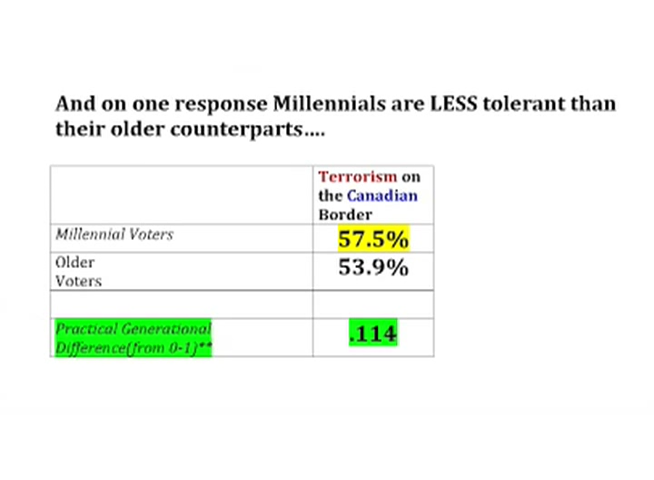 And on one response Millennials are LESS tolerant than
their older counterparts....
Terrorism on
the Canadian
Border
Millennial Voters
57.5%
Older
Voters
53.9%
Practical Generational
Difference(from 0-1)**
.114